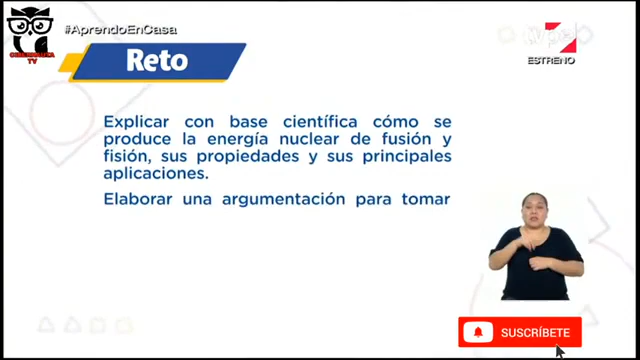 #AprendoEnCasa
TV
Reto
ESTRENO
Explicar con base científica cómo se
produce la energía nuclear de fusión y
fisión, sus propiedades y sus principales
aplicaciones.
Elaborar una argumentación para tomar
SUSCRÍBETE